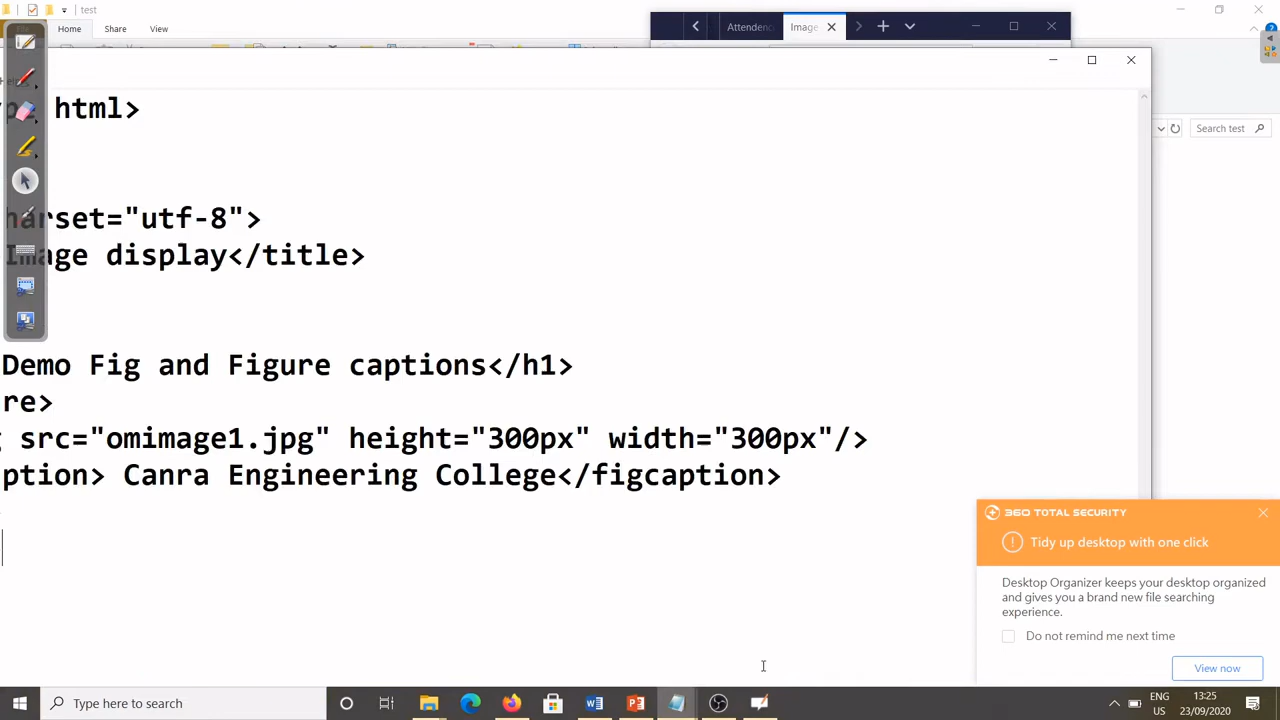 test
Home
Share
View
Attendenc
Image
Search test
html>
harset="utf-8">
Image display</title>
Demo Fig and Figure captions</h1>
re>
src="omimage1.jpg" height="300px" width="300px"/>
ption> Canra Engineering College</figcaption>
360 TOTAL SECURITY
Tidy up desktop with one click
Desktop Organizer keeps your desktop organized
and gives you a brand new file searching
experience.
Do not remind me next time
View now
Type here to search
ENG
US
13:25
23/09/2020